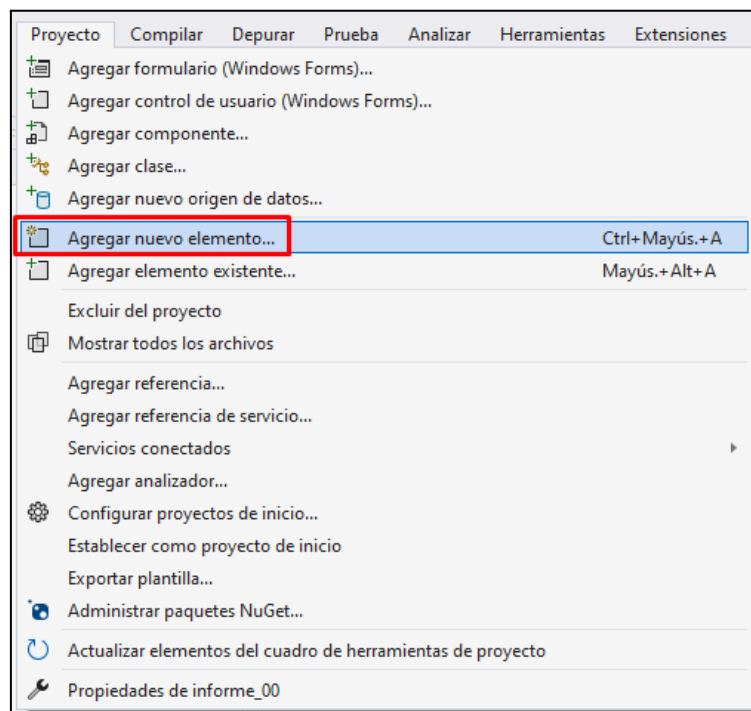 Proyecto Compilar Depurar Prueba Analizar Herramientas Extensiones
Agregar formulario (Windows Forms)...
Agregar control de usuario (Windows Forms)...
Agregar componente...
Agregar clase...
Agregar nuevo origen de datos...
Agregar nuevo elemento... Ctrl+Mayús.+A
Agregar elemento existente... Mayús.+Alt+A
Excluir del proyecto
Mostrar todos los archivos
Agregar referencia...
Agregar referencia de servicio...
Servicios conectados
Agregar analizador...
Configurar proyectos de inicio...
Establecer como proyecto de inicio
Exportar plantilla...
Administrar paquetes NuGet...
Actualizar elementos del cuadro de herramientas de proyecto
Propiedades de informe_00